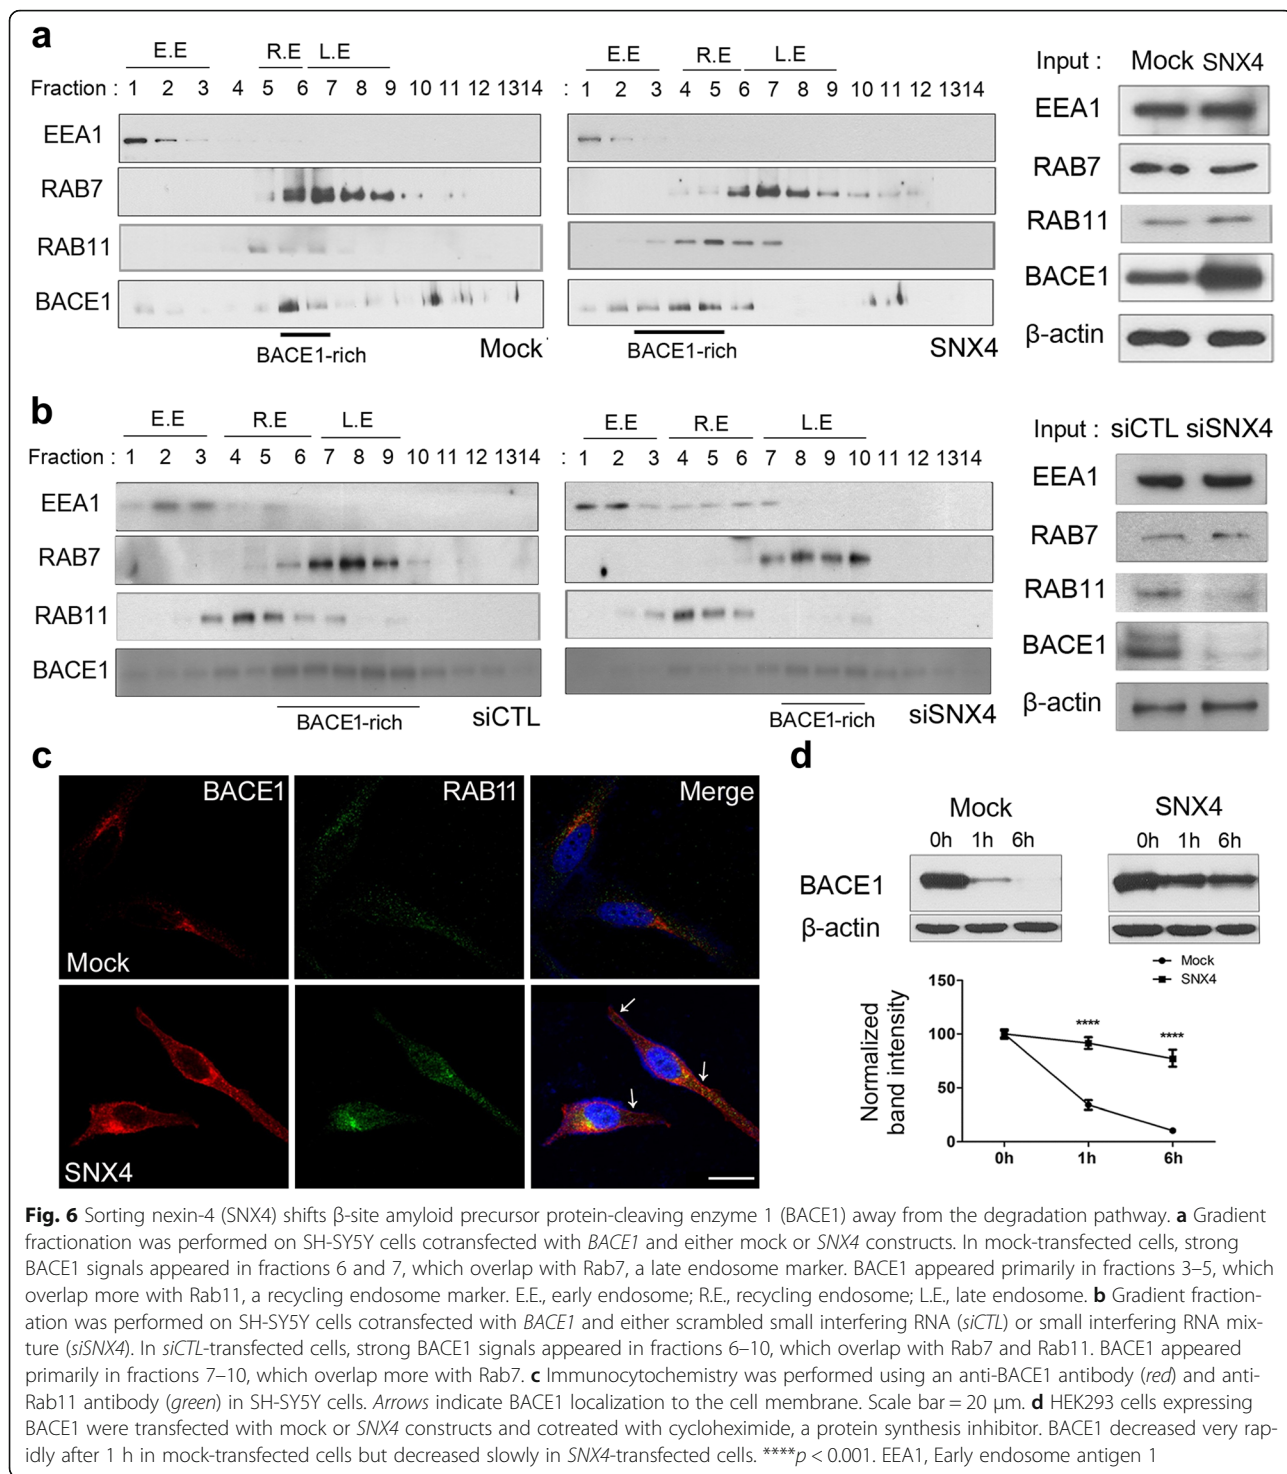 a
E.E R.E L.E
Fraction : 1 2 3 4 5 6 7 8 9 10 11 12 1314
EEA1
RAB7
RAB11
BACE1
BACE1-rich
Mock
E.E R.E L.E
: 1 2 3 4 5 6 7 8 9 10 11 12 1314
BACE1-rich
SNX4
Input : Mock SNX4
EEA1
RAB7
RAB11
BACE1
β-actin
b
E.E R.E L.E
Fraction : 1 2 3 4 5 6 7 8 9 10 11 12 1314
EEA1
RAB7
RAB11
BACE1
BACE1-rich
siCTL
E.E R.E L.E
: 1 2 3 4 5 6 7 8 9 10 11 12 1314
BACE1-rich
siSNX4
Input : siCTL siSNX4
EEA1
RAB7
RAB11
BACE1
β-actin
c
BACE1 RAB11 Merge
Mock
SNX4
d
Mock SNX4
0h 1h 6h 0h 1h 6h
BACE1
β-actin
Mock
SNX4
Normalized
band intensity
150
100
50
0
**** ****
0h 1h 6h
Fig. 6 Sorting nexin-4 (SNX4) shifts β-site amyloid precursor protein-cleaving enzyme 1 (BACE1) away from the degradation pathway. a Gradient
fractionation was performed on SH-SY5Y cells cotransfected with BACE1 and either mock or SNX4 constructs. In mock-transfected cells, strong
BACE1 signals appeared in fractions 6 and 7, which overlap with Rab7, a late endosome marker. BACE1 appeared primarily in fractions 3–5, which
overlap more with Rab11, a recycling endosome marker. E.E., early endosome; R.E., recycling endosome; L.E., late endosome. b Gradient fraction-
ation was performed on SH-SY5Y cells cotransfected with BACE1 and either scrambled small interfering RNA (siCTL) or small interfering RNA mix-
ture (siSNX4). In siCTL-transfected cells, strong BACE1 signals appeared in fractions 6–10, which overlap with Rab7 and Rab11. BACE1 appeared
primarily in fractions 7–10, which overlap more with Rab7. c Immunocytochemistry was performed using an anti-BACE1 antibody (red) and anti-
Rab11 antibody (green) in SH-SY5Y cells. Arrows indicate BACE1 localization to the cell membrane. Scale bar = 20 μm. d HEK293 cells expressing
BACE1 were transfected with mock or SNX4 constructs and cotreated with cycloheximide, a protein synthesis inhibitor. BACE1 decreased very rap-
idly after 1 h in mock-transfected cells but decreased slowly in SNX4-transfected cells. ****p < 0.001. EEA1, Early endosome antigen 1